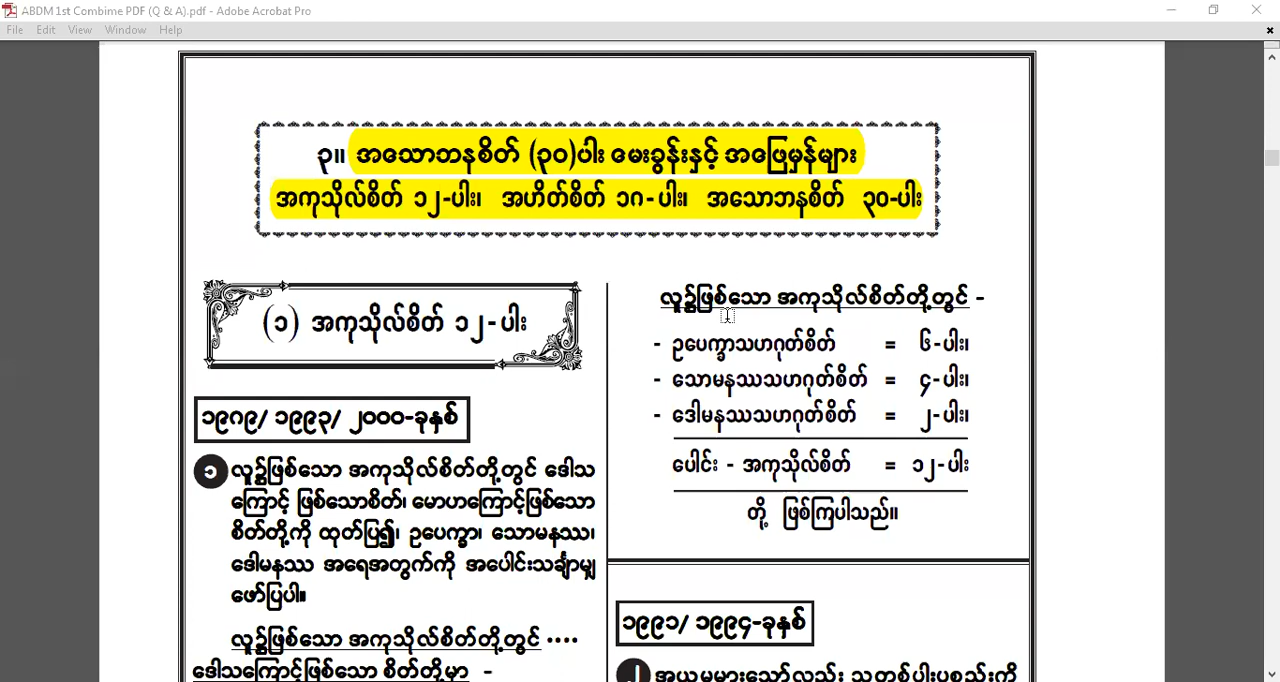 ABDM 1st Combime PDF (Q & A).pdf - Adobe Acrobat Pro
File Edit View Window Help
၃။ အသောဘနစိတ် (၃၀)ပါး မေးခွန်းနှင့် အဖြေမှန်များ
အကုသိုလ်စိတ် ၁၂-ပါး၊ အဟိတ်စိတ် ၁၈-ပါး၊ အသောဘနစိတ် ၃၀-ပါး
(၁) အကုသိုလ်စိတ် ၁၂-ပါး
၁၉၈၉/ ၁၉၉၃/ ၂၀၀၀-ခုနှစ်
၁ လူ၌ဖြစ်သော အကုသိုလ်စိတ်တို့တွင် ဒေါသ
ကြောင့် ဖြစ်သောစိတ်၊ မောဟကြောင့်ဖြစ်သော
စိတ်တို့ကို ထုတ်ပြ၍၊ ဥပေက္ခာ၊ သောမနဿ၊
ဒေါမနဿ အရေအတွက်ကို အပေါင်းသင်္ချာမျှ
ဖော်ပြပါ။
လူ၌ဖြစ်သော အကုသိုလ်စိတ်တို့တွင် ....
ဒေါသကြောင့်ဖြစ်သော စိတ်တို့မှာ -
လူ၌ဖြစ်သော အကုသိုလ်စိတ်တို့တွင် -
- ဥပေက္ခာသဟဂုတ်စိတ် = ၆-ပါး၊
- သောမနဿသဟဂုတ်စိတ် = ၄-ပါး၊
- ဒေါမနဿသဟဂုတ်စိတ် = ၂-ပါး၊
ပေါင်း - အကုသိုလ်စိတ် = ၁၂-ပါး
တို့ ဖြစ်ကြပါသည်။
၁၉၉၁/ ၁၉၉၄-ခုနှစ်